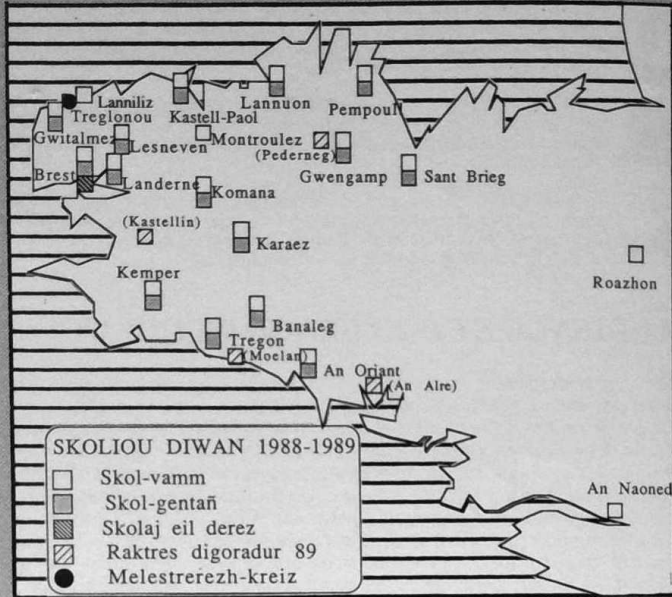 Lanniliz
Treglonou
Kastell-Paol
Lannuon
Pempoull
Gwitalmez
Lesneven
Montroulez
(Pederneg)
Brest
Landerne
Gwengamp
Sant Brieg
Komana
(Kastellin)
Karaez
Roazhon
Kemper
Banaleg
Tregon
(Moelan)
An Oriant
(An Alre)
An Naoned
SKOLIOU DIWAN 1988-1989
Skol-vamm
Skol-gentañ
Skolaj eil derez
Raktres digoradur 89
Melestrerezh-kreiz